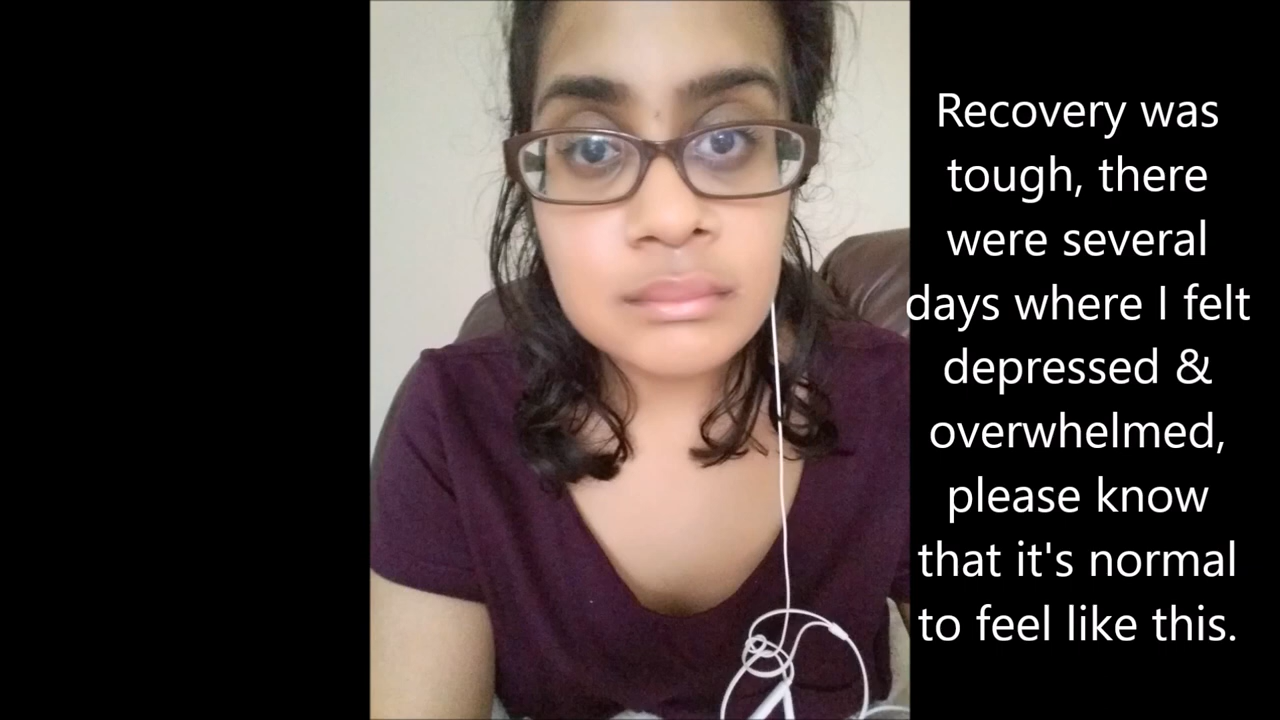 Recovery was
tough, there
were several
days where I felt
depressed &
overwhelmed,
please know
that it's normal
to feel like this.